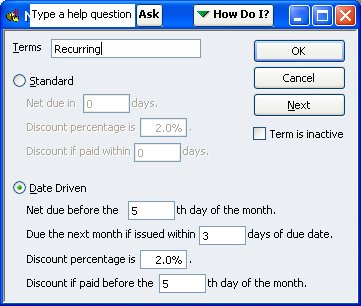 Type a help question Ask How Do I?
Terms Recurring OK
Standard Cancel
Net due in 0 days. Next
Discount percentage is 2.0% .
Discount if paid within 0 days. Term is inactive
Date Driven
Net due before the 5 th day of the month.
Due the next month if issued within 3 days of due date.
Discount percentage is 2.0% .
Discount if paid before the 5 th day of the month.